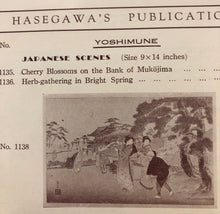 HASEGAWA'S PUBLICATIO
No. YOSHIMUNE
JAPANESE SCENES (Size 9×14 inches)
1135. Cherry Blossoms on the Bank of Mukōjima
1136. Herb-gathering in Bright Spring
No. 1138